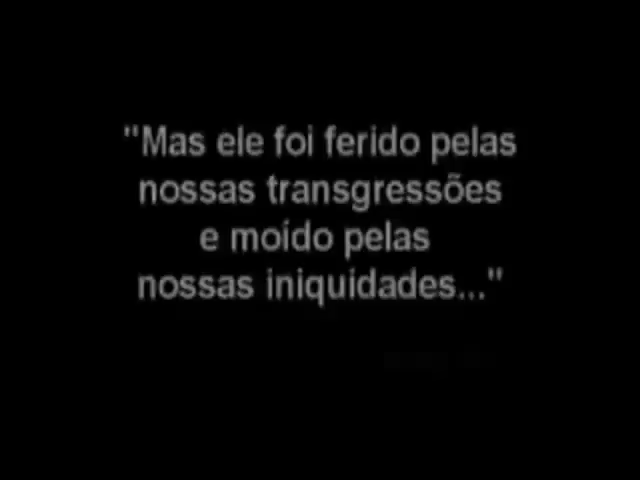 "Mas ele foi ferido pelas
nossas transgressões
e moído pelas
nossas iniquidades..."